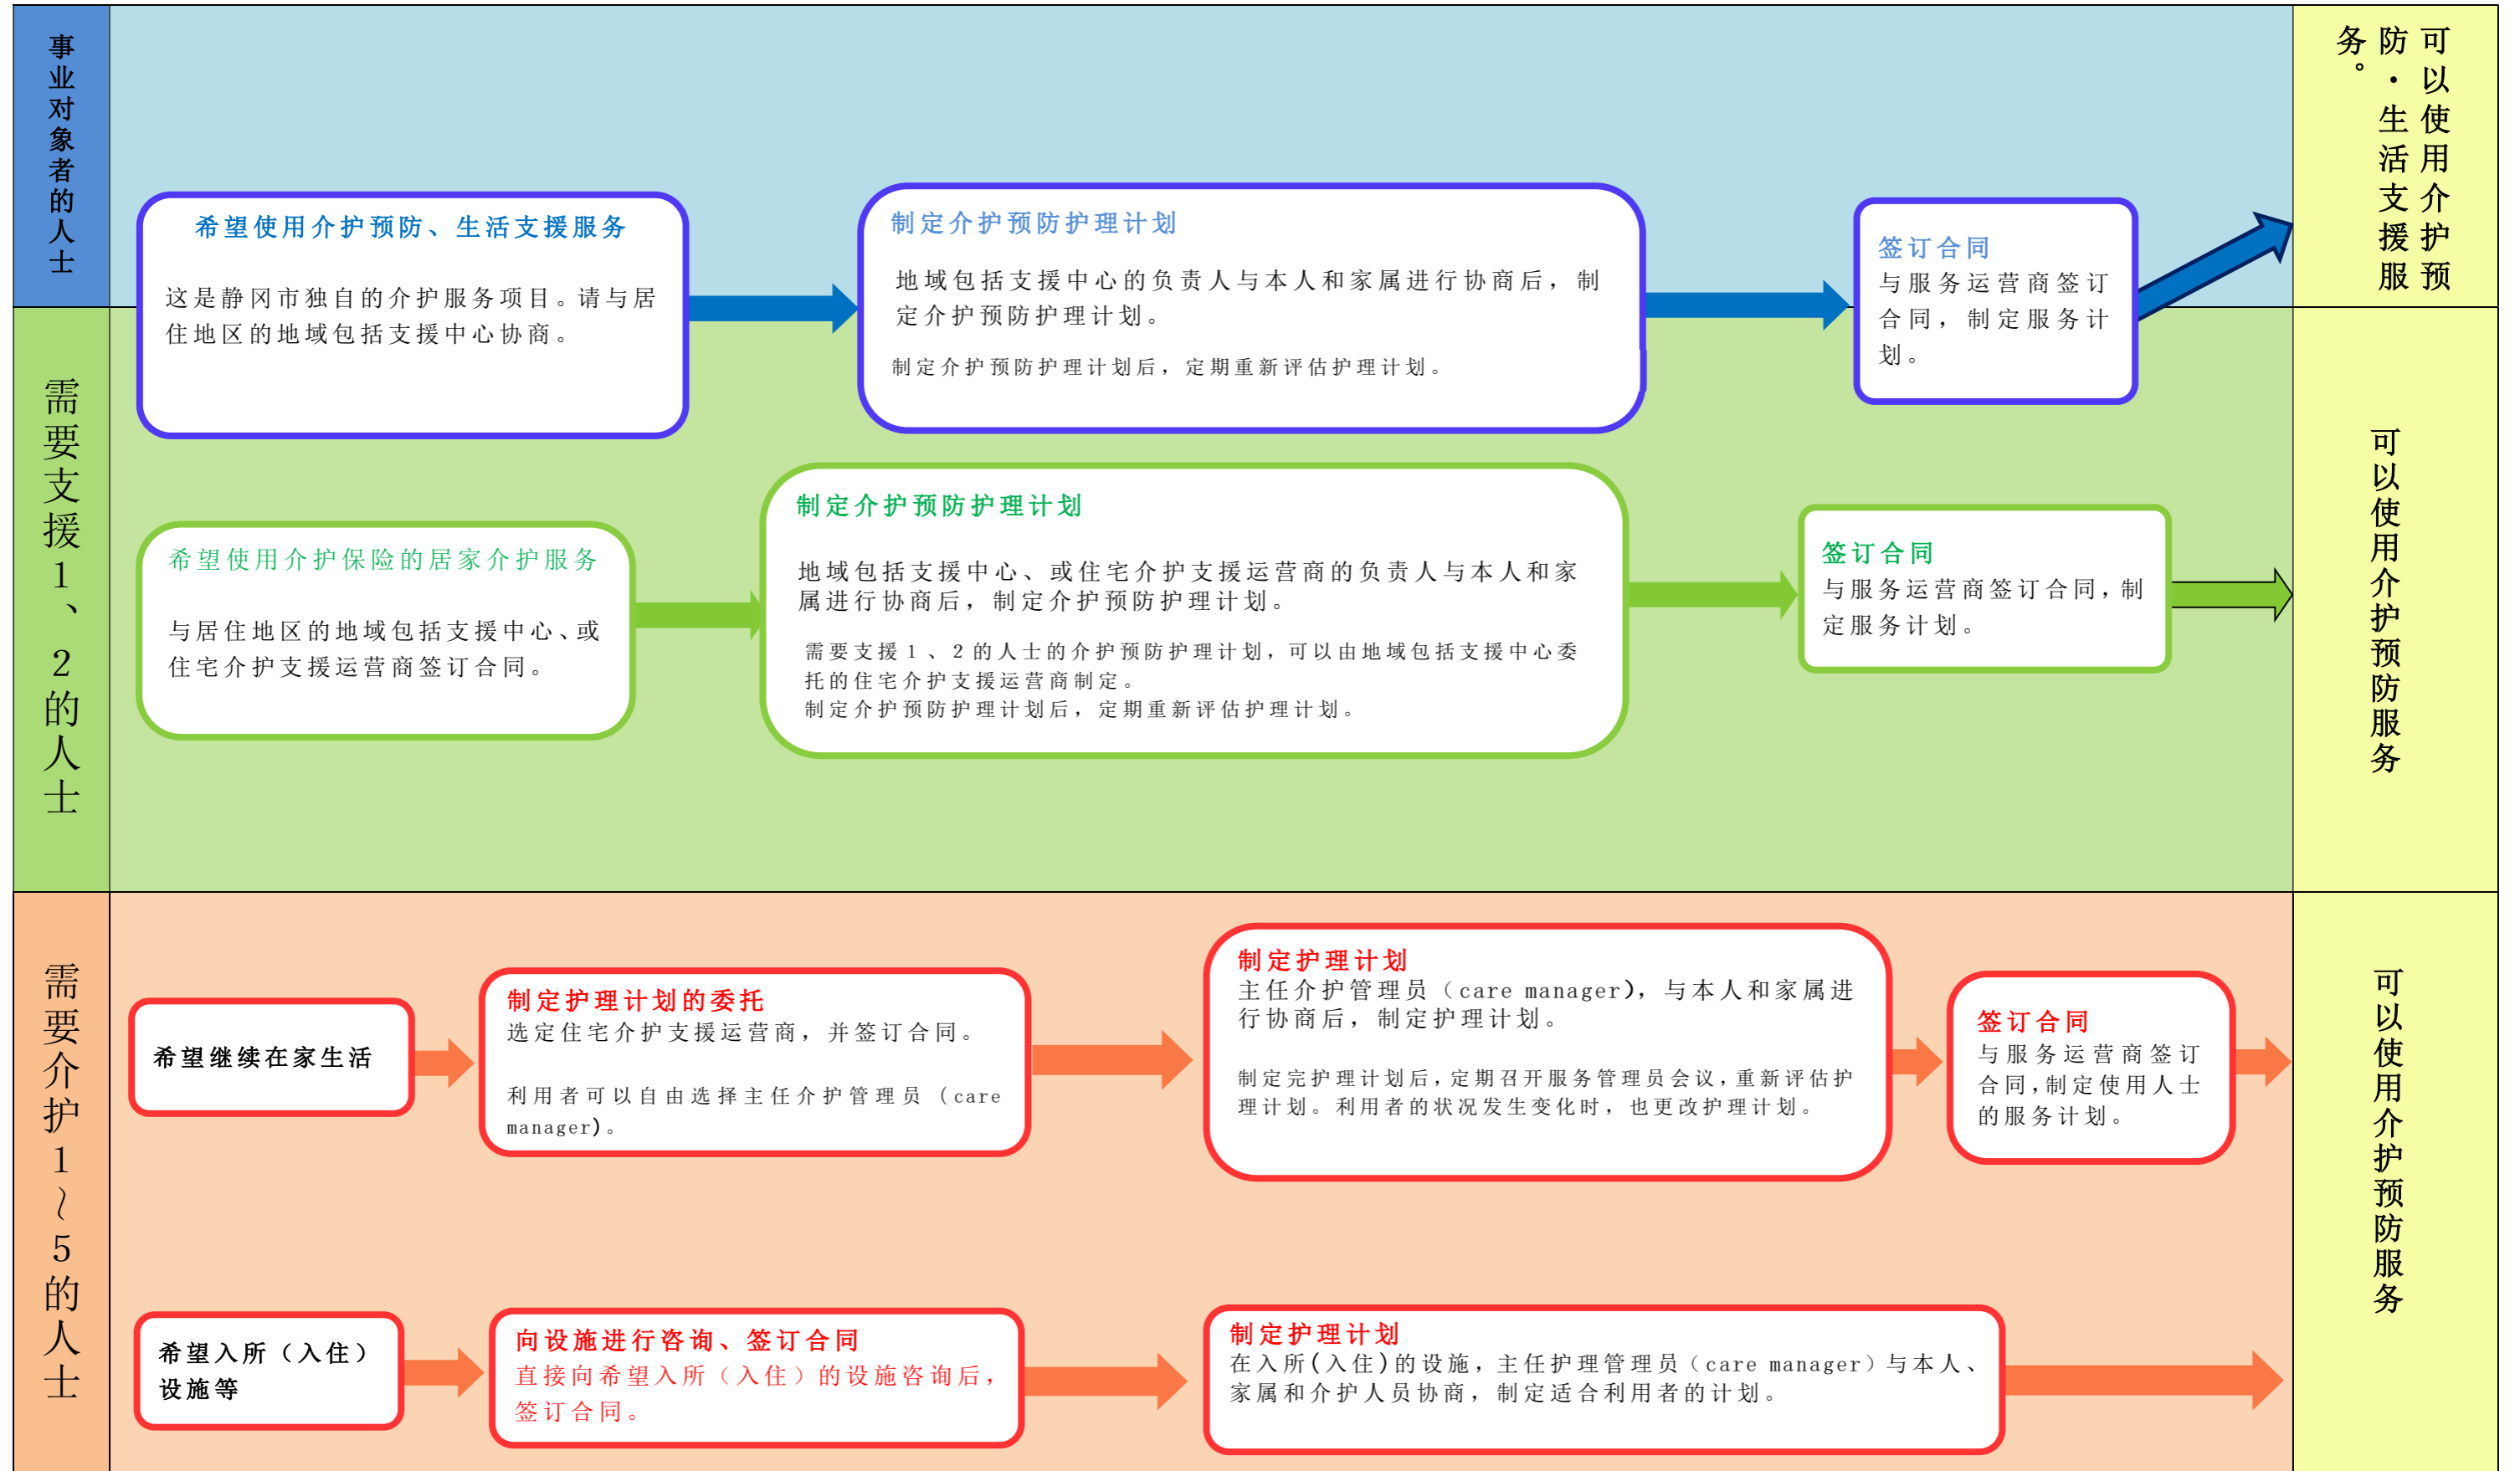 事业对象者的人士
希望使用介护预防、生活支援服务
这是静冈市独自的介护服务项目。请与居
住地区的地域包括支援中心协商。
制定介护预防护理计划
地域包括支援中心的负责人与本人和家属进行协商后，制
定介护预防护理计划。
制定介护预防护理计划后，定期重新评估护理计划。
签订合同
与服务运营商签订
合同，制定服务计
划。
可以使用介护预
防・生活支援服
务。
需要支援1、2的人士
希望使用介护保险的居家介护服务
与居住地区的地域包括支援中心、或
住宅介护支援运营商签订合同。
制定介护预防护理计划
地域包括支援中心、或住宅介护支援运营商的负责人与本人和家
属进行协商后，制定介护预防护理计划。
需要支援1、2的人士的介护预防护理计划，可以由地域包括支援中心委
托的住宅介护支援运营商制定。
制定介护预防护理计划后，定期重新评估护理计划。
签订合同
与服务运营商签订合同，制
定服务计划。
可以使用介护预防服务
需要介护1～5的人士
希望继续在家生活
制定护理计划的委托
选定住宅介护支援运营商，并签订合同。
利用者可以自由选择主任介护管理员（care
manager）。
制定护理计划
主任介护管理员（care manager），与本人和家属进
行协商后，制定护理计划。
制定完护理计划后，定期召开服务管理员会议，重新评估护
理计划。利用者的状况发生变化时，也更改护理计划。
签订合同
与服务运营商签订
合同，制定使用人士
的服务计划。
希望入所（入住）
设施等
向设施进行咨询、签订合同
直接向希望入所（入住）的设施咨询后，
签订合同。
制定护理计划
在入所(入住)的设施，主任护理管理员（care manager）与本人、
家属和介护人员协商，制定适合利用者的计划。
可以使用介护预防服务